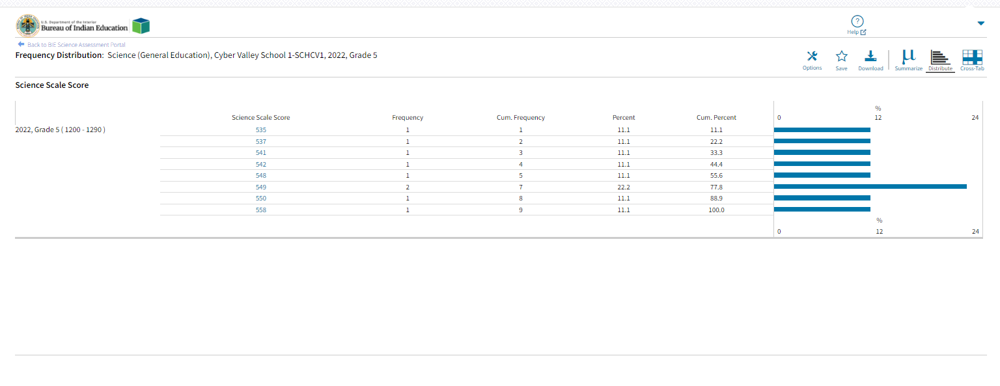 U.S. Department of the Interior
Bureau of Indian Education
?
Help
Back to BIE Science Assessment Portal
Frequency Distribution: Science (General Education), Cyber Valley School 1-SCHCV1, 2022, Grade 5
Options Save Download μ Summarize Distribute Cross-Tab
Science Scale Score
%
Science Scale Score Frequency Cum. Frequency Percent Cum. Percent 0 12 24
2022, Grade 5 ( 1200 - 1290 ) 535 1 1 11.1 11.1
537 1 2 11.1 22.2
541 1 3 11.1 33.3
542 1 4 11.1 44.4
548 1 5 11.1 55.6
549 2 7 22.2 77.8
550 1 8 11.1 88.9
558 1 9 11.1 100.0
%
0 12 24